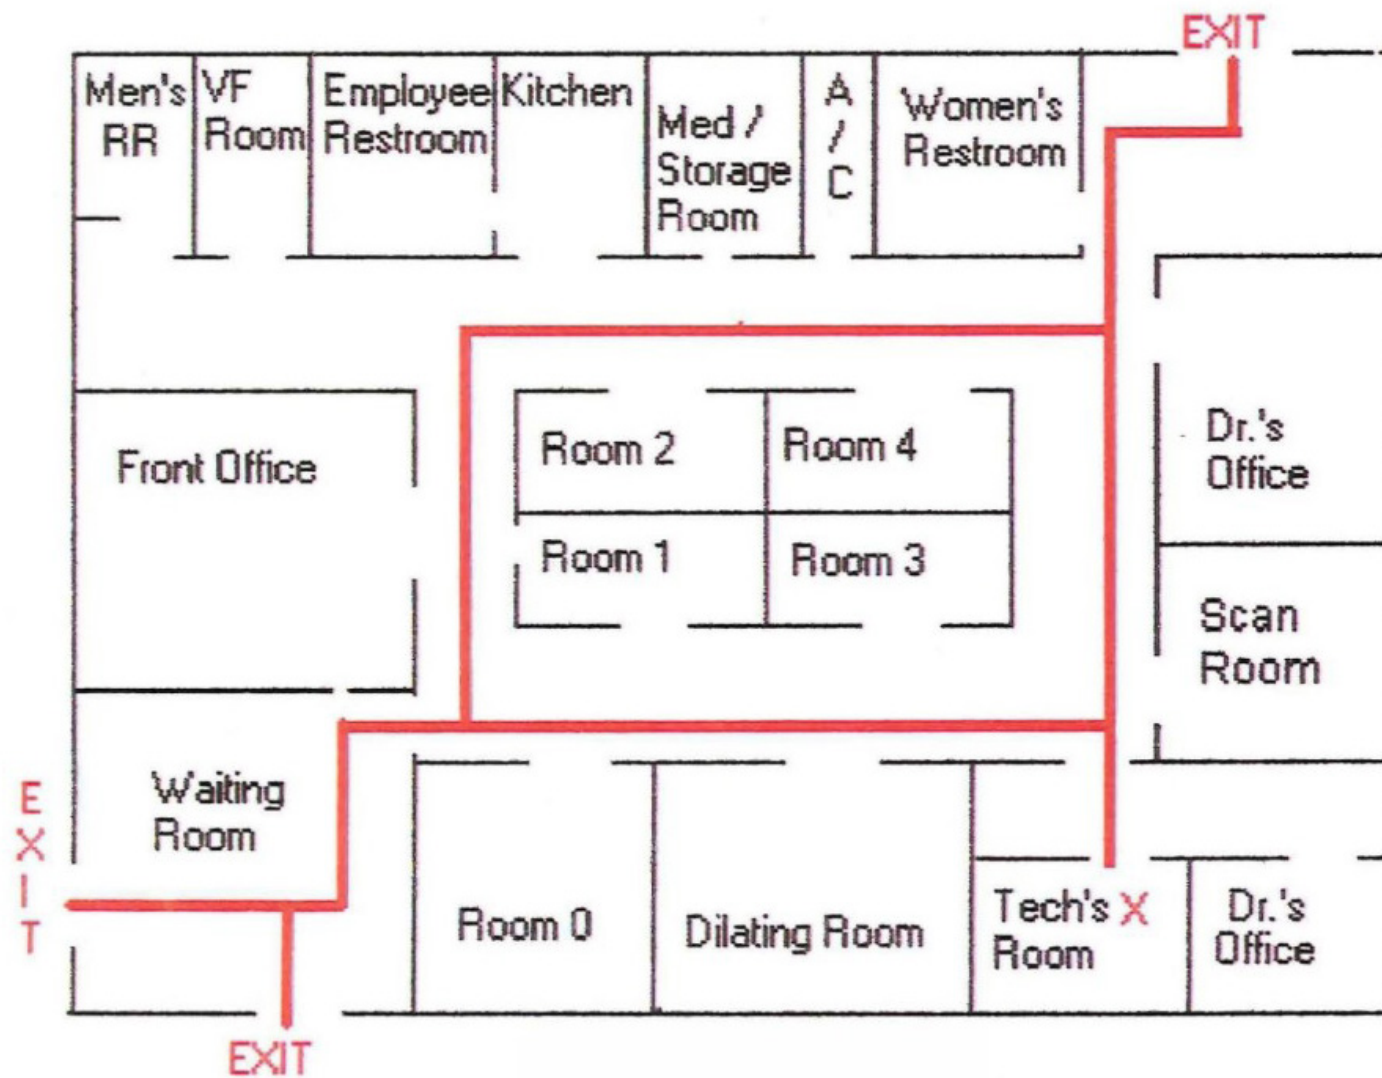 EXIT
Men's
RR
VF
Room
Employee
Restroom
Kitchen
Med /
Storage
Room
A
/
C
Women's
Restroom
Front Office
Room 2
Room 4
Dr.'s
Office
Room 1
Room 3
Scan
Room
Waiting
Room
E
X
I
T
Room 0
Dilating Room
Tech's X
Room
Dr.'s
Office
EXIT